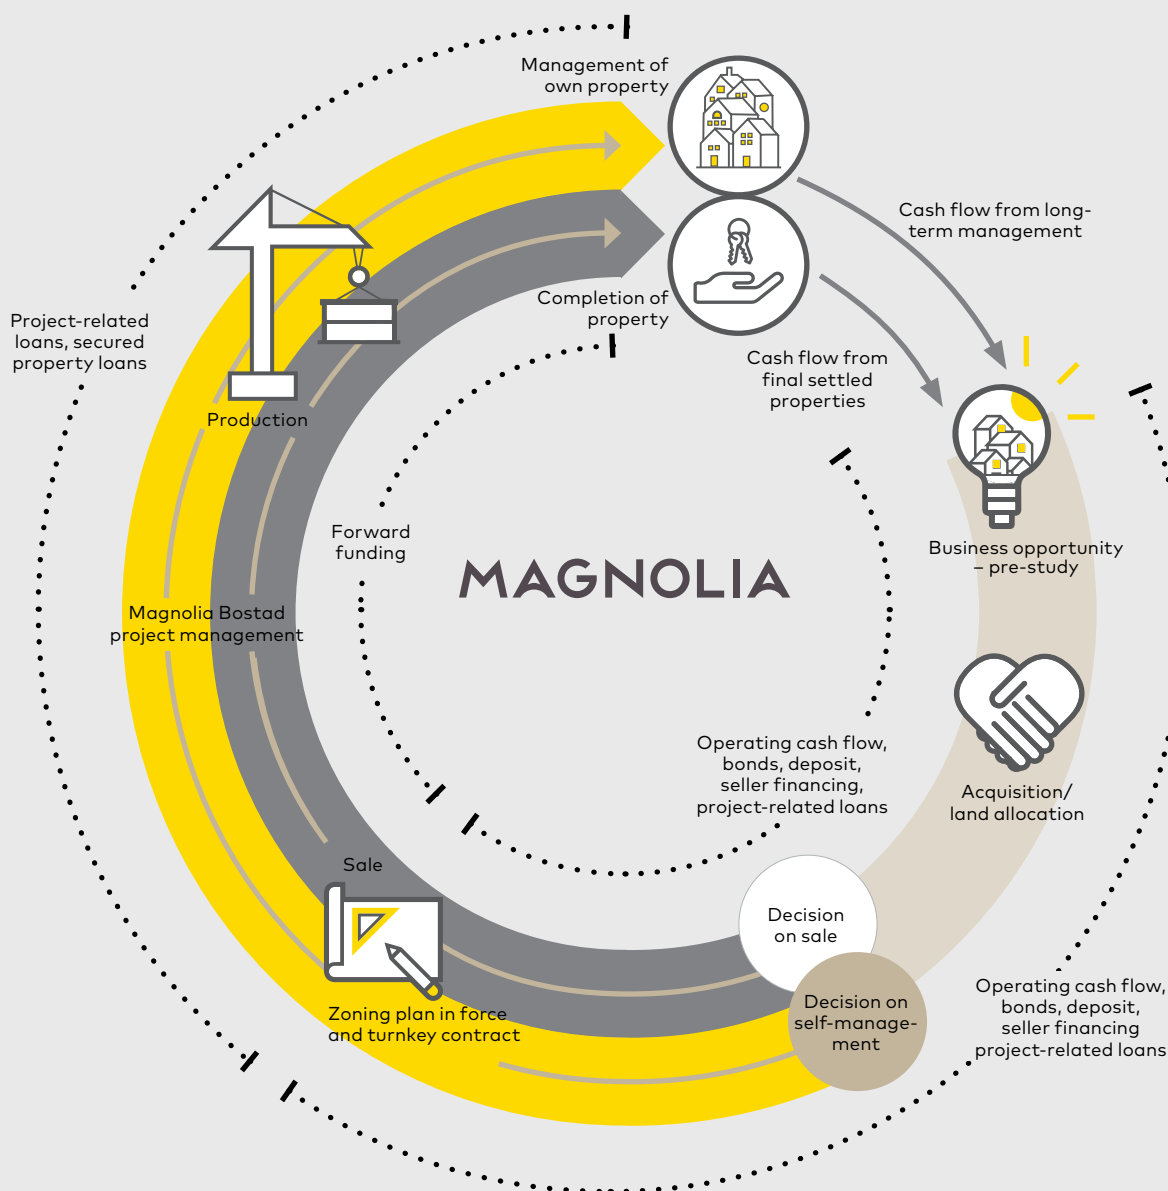 Management of
own property
Cash flow from long-
term management
Completion of
property
Cash flow from
final settled
properties
Project-related
loans, secured
property loans
Production
Forward
funding
MAGNOLIA
Business opportunity
– pre-study
Magnolia Bostad
project management
Operating cash flow,
bonds, deposit,
seller financing,
project-related loans
Acquisition/
land allocation
Sale
Decision
on sale
Zoning plan in force
and turnkey contract
Decision on
self-manage-
ment
Operating cash flow,
bonds, deposit,
seller financing
project-related loans